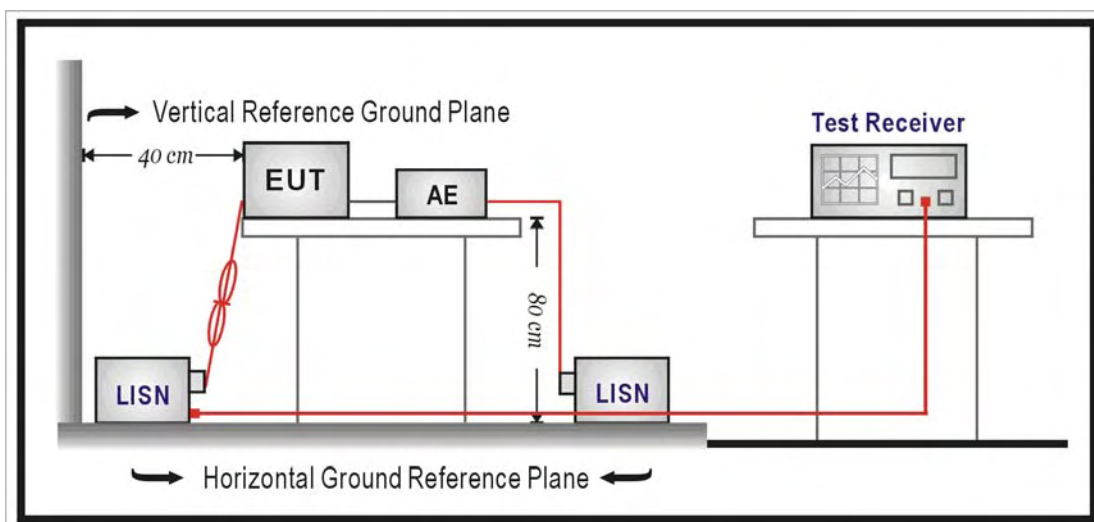 Vertical Reference Ground Plane
Test Receiver
40 cm
EUT
AE
80 cm
LISN
LISN
Horizontal Ground Reference Plane